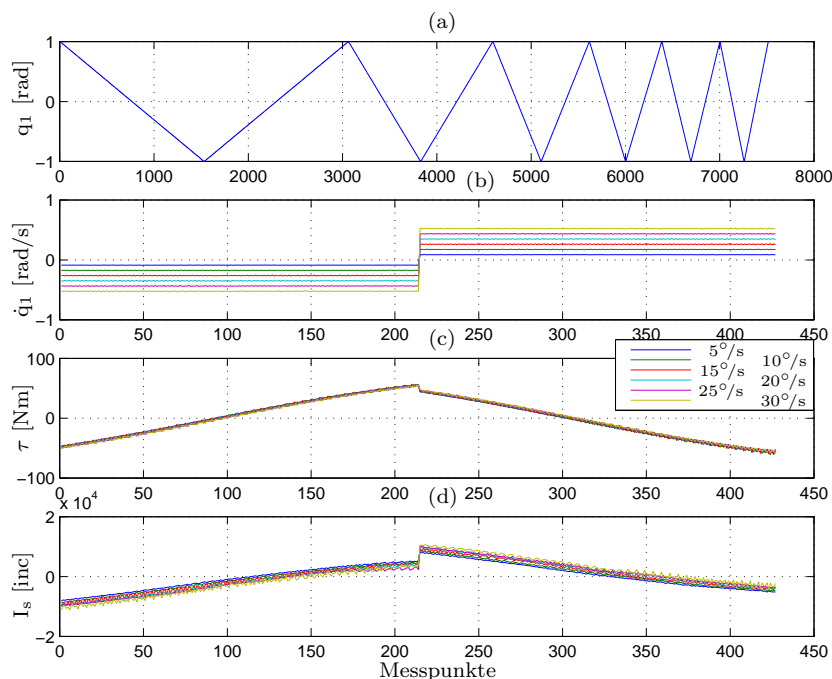 (a)
q1 [rad]
1
0
−1
0 1000 2000 3000 4000 5000 6000 7000 8000
(b)
q̇1 [rad/s]
1
0
−1
0 50 100 150 200 250 300 350 400 450
(c)
τ [Nm]
100
0
−100
5°/s
10°/s
15°/s
20°/s
25°/s
30°/s
0 50 100 150 200 250 300 350 400 450
(d)
x 10^4
Is [inc]
2
0
−2
0 50 100 150 200 250 300 350 400 450
Messpunkte